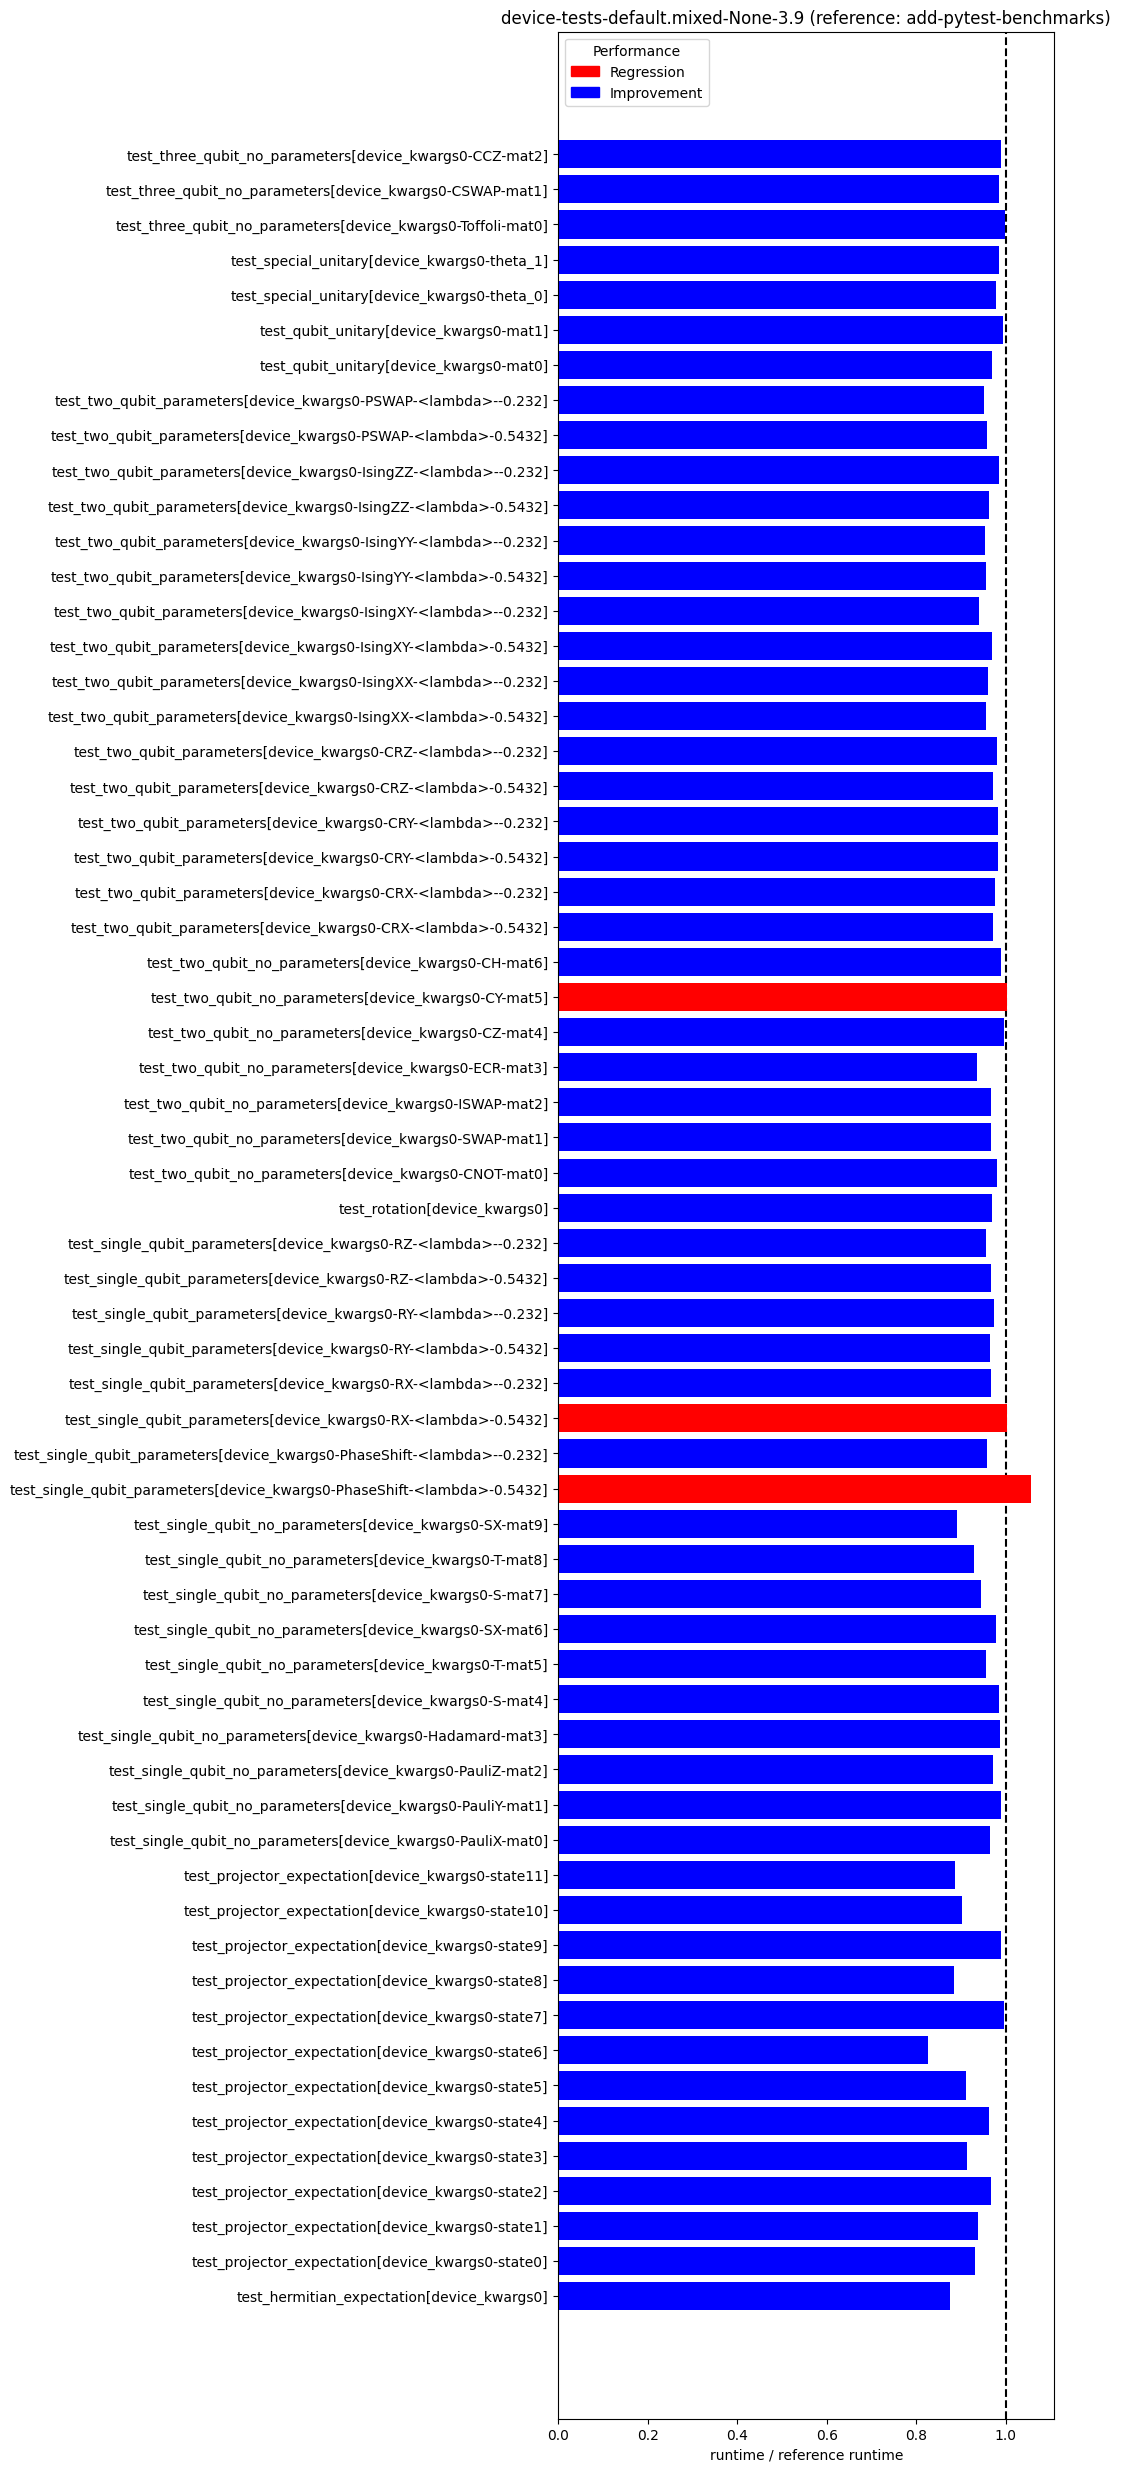 device-tests-default.mixed-None-3.9 (reference: add-pytest-benchmarks)
Performance
Regression
Improvement
test_three_qubit_no_parameters[device_kwargs0-CCZ-mat2]
test_three_qubit_no_parameters[device_kwargs0-CSWAP-mat1]
test_three_qubit_no_parameters[device_kwargs0-Toffoli-mat0]
test_special_unitary[device_kwargs0-theta_1]
test_special_unitary[device_kwargs0-theta_0]
test_qubit_unitary[device_kwargs0-mat1]
test_qubit_unitary[device_kwargs0-mat0]
test_two_qubit_parameters[device_kwargs0-PSWAP-<lambda>--0.232]
test_two_qubit_parameters[device_kwargs0-PSWAP-<lambda>-0.5432]
test_two_qubit_parameters[device_kwargs0-IsingZZ-<lambda>--0.232]
test_two_qubit_parameters[device_kwargs0-IsingZZ-<lambda>-0.5432]
test_two_qubit_parameters[device_kwargs0-IsingYY-<lambda>--0.232]
test_two_qubit_parameters[device_kwargs0-IsingYY-<lambda>-0.5432]
test_two_qubit_parameters[device_kwargs0-IsingXY-<lambda>--0.232]
test_two_qubit_parameters[device_kwargs0-IsingXY-<lambda>-0.5432]
test_two_qubit_parameters[device_kwargs0-IsingXX-<lambda>--0.232]
test_two_qubit_parameters[device_kwargs0-IsingXX-<lambda>-0.5432]
test_two_qubit_parameters[device_kwargs0-CRZ-<lambda>--0.232]
test_two_qubit_parameters[device_kwargs0-CRZ-<lambda>-0.5432]
test_two_qubit_parameters[device_kwargs0-CRY-<lambda>--0.232]
test_two_qubit_parameters[device_kwargs0-CRY-<lambda>-0.5432]
test_two_qubit_parameters[device_kwargs0-CRX-<lambda>--0.232]
test_two_qubit_parameters[device_kwargs0-CRX-<lambda>-0.5432]
test_two_qubit_no_parameters[device_kwargs0-CH-mat6]
test_two_qubit_no_parameters[device_kwargs0-CY-mat5]
test_two_qubit_no_parameters[device_kwargs0-CZ-mat4]
test_two_qubit_no_parameters[device_kwargs0-ECR-mat3]
test_two_qubit_no_parameters[device_kwargs0-ISWAP-mat2]
test_two_qubit_no_parameters[device_kwargs0-SWAP-mat1]
test_two_qubit_no_parameters[device_kwargs0-CNOT-mat0]
test_rotation[device_kwargs0]
test_single_qubit_parameters[device_kwargs0-RZ-<lambda>--0.232]
test_single_qubit_parameters[device_kwargs0-RZ-<lambda>-0.5432]
test_single_qubit_parameters[device_kwargs0-RY-<lambda>--0.232]
test_single_qubit_parameters[device_kwargs0-RY-<lambda>-0.5432]
test_single_qubit_parameters[device_kwargs0-RX-<lambda>--0.232]
test_single_qubit_parameters[device_kwargs0-RX-<lambda>-0.5432]
test_single_qubit_parameters[device_kwargs0-PhaseShift-<lambda>--0.232]
test_single_qubit_parameters[device_kwargs0-PhaseShift-<lambda>-0.5432]
test_single_qubit_no_parameters[device_kwargs0-SX-mat9]
test_single_qubit_no_parameters[device_kwargs0-T-mat8]
test_single_qubit_no_parameters[device_kwargs0-S-mat7]
test_single_qubit_no_parameters[device_kwargs0-SX-mat6]
test_single_qubit_no_parameters[device_kwargs0-T-mat5]
test_single_qubit_no_parameters[device_kwargs0-S-mat4]
test_single_qubit_no_parameters[device_kwargs0-Hadamard-mat3]
test_single_qubit_no_parameters[device_kwargs0-PauliZ-mat2]
test_single_qubit_no_parameters[device_kwargs0-PauliY-mat1]
test_single_qubit_no_parameters[device_kwargs0-PauliX-mat0]
test_projector_expectation[device_kwargs0-state11]
test_projector_expectation[device_kwargs0-state10]
test_projector_expectation[device_kwargs0-state9]
test_projector_expectation[device_kwargs0-state8]
test_projector_expectation[device_kwargs0-state7]
test_projector_expectation[device_kwargs0-state6]
test_projector_expectation[device_kwargs0-state5]
test_projector_expectation[device_kwargs0-state4]
test_projector_expectation[device_kwargs0-state3]
test_projector_expectation[device_kwargs0-state2]
test_projector_expectation[device_kwargs0-state1]
test_projector_expectation[device_kwargs0-state0]
test_hermitian_expectation[device_kwargs0]
0.0 0.2 0.4 0.6 0.8 1.0
runtime / reference runtime